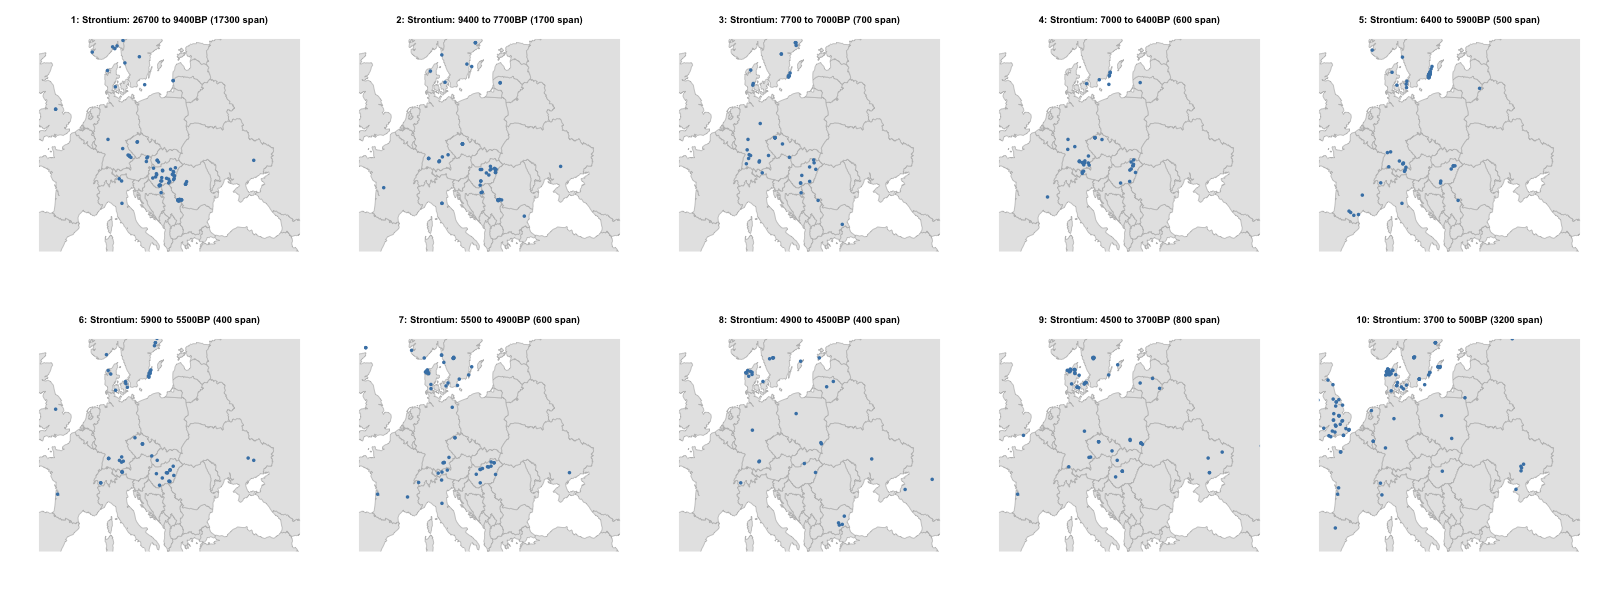 1: Strontium: 26700 to 9400BP (17300 span)
2: Strontium: 9400 to 7700BP (1700 span)
3: Strontium: 7700 to 7000BP (700 span)
4: Strontium: 7000 to 6400BP (600 span)
5: Strontium: 6400 to 5900BP (500 span)
6: Strontium: 5900 to 5500BP (400 span)
7: Strontium: 5500 to 4900BP (600 span)
8: Strontium: 4900 to 4500BP (400 span)
9: Strontium: 4500 to 3700BP (800 span)
10: Strontium: 3700 to 500BP (3200 span)